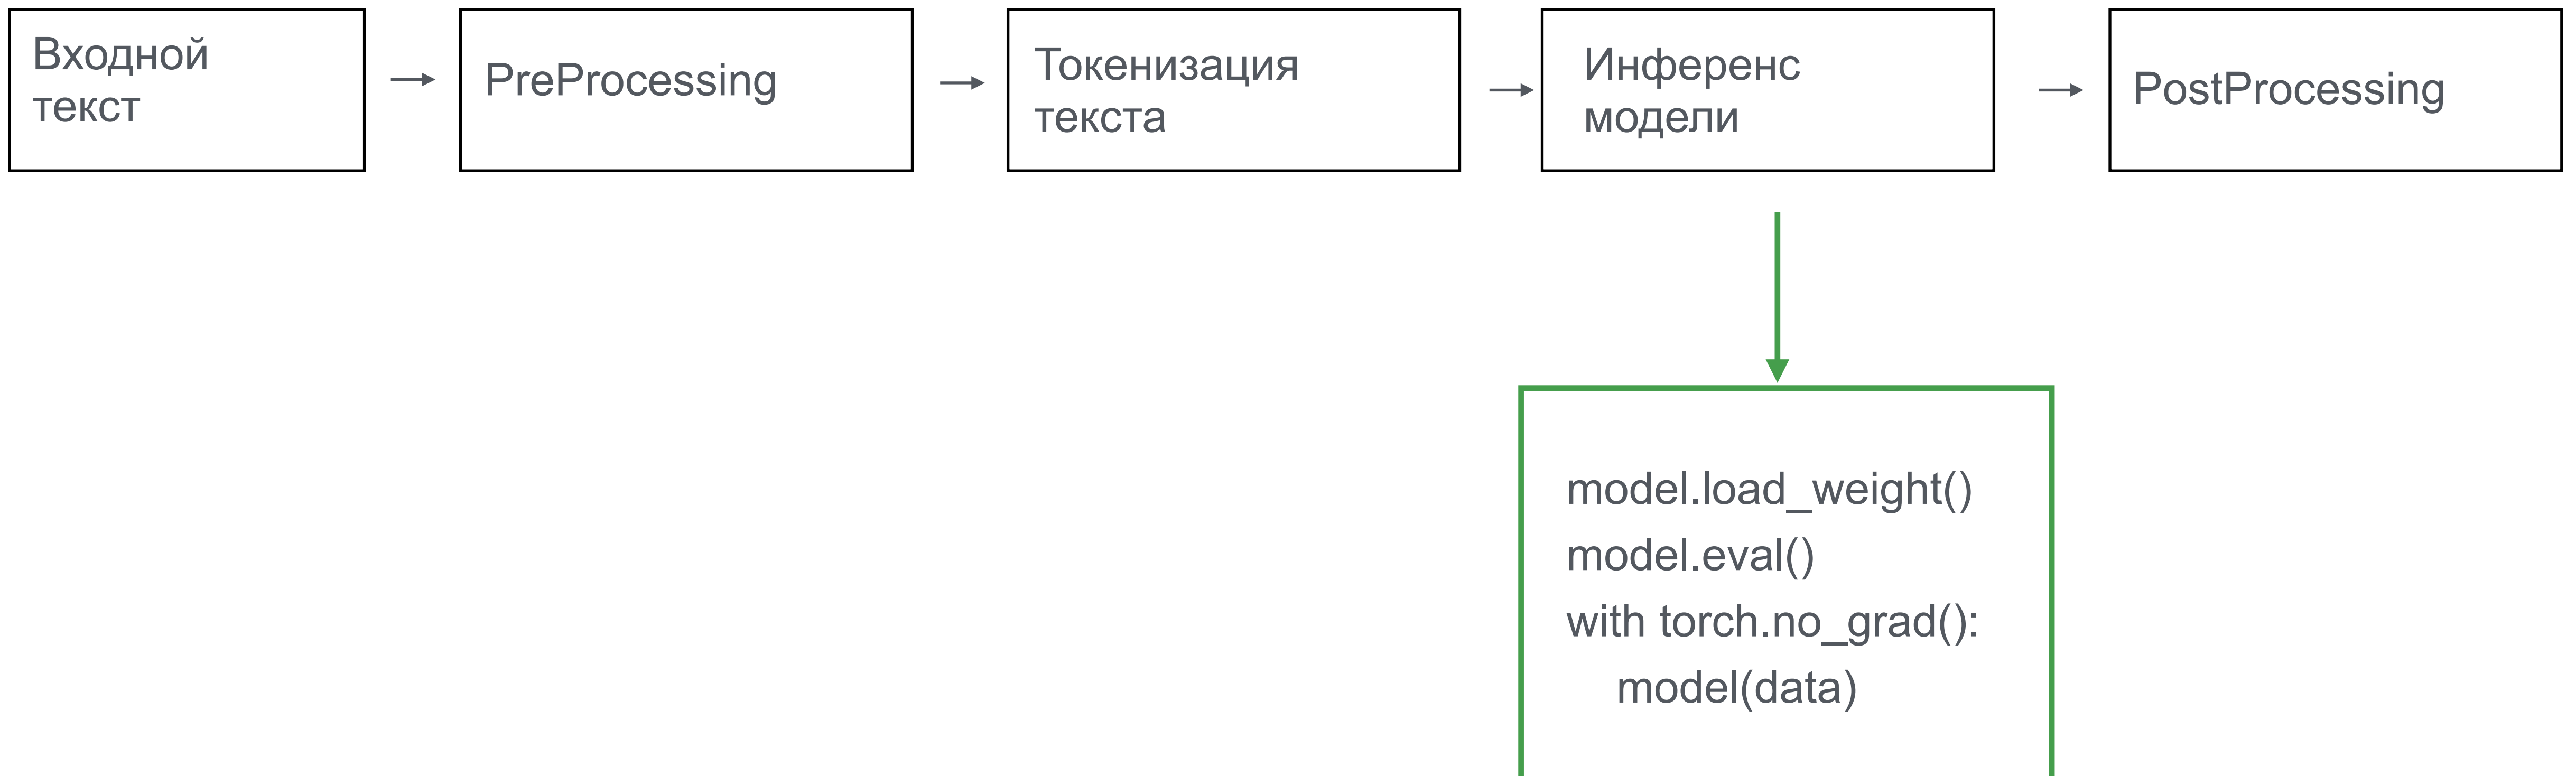 Входной
текст
PreProcessing
Токенизация
текста
Инференс
модели
PostProcessing
model.load_weight()
model.eval()
with torch.no_grad():
model(data)